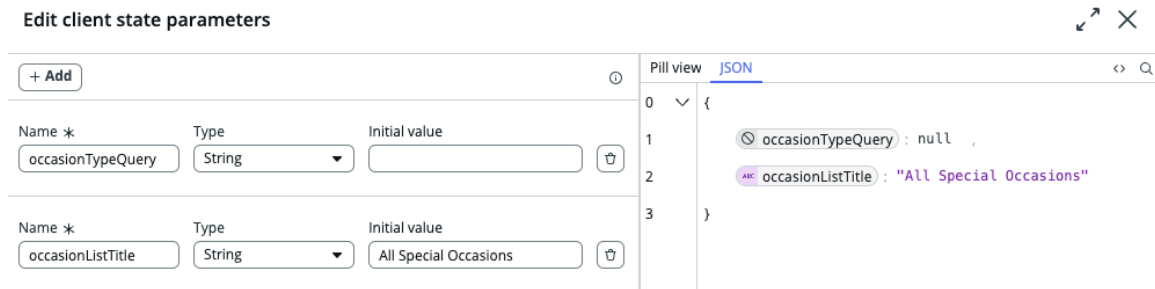 Edit client state parameters
+ Add
Pill view JSON
0 {
Name * Type Initial value
occasionTypeQuery String
1 occasionTypeQuery : null ,
2 ABC occasionListTitle : "All Special Occasions"
3 }
Name * Type Initial value
occasionListTitle String All Special Occasions